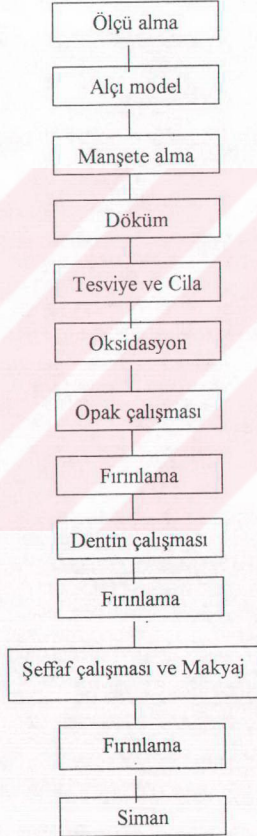 Ölçü alma
Alçı model
Manşete alma
Döküm
Tesviye ve Cila
Oksidasyon
Opak çalışması
Fırınlama
Dentin çalışması
Fırınlama
Şeffaf çalışması ve Makyaj
Fırınlama
Siman